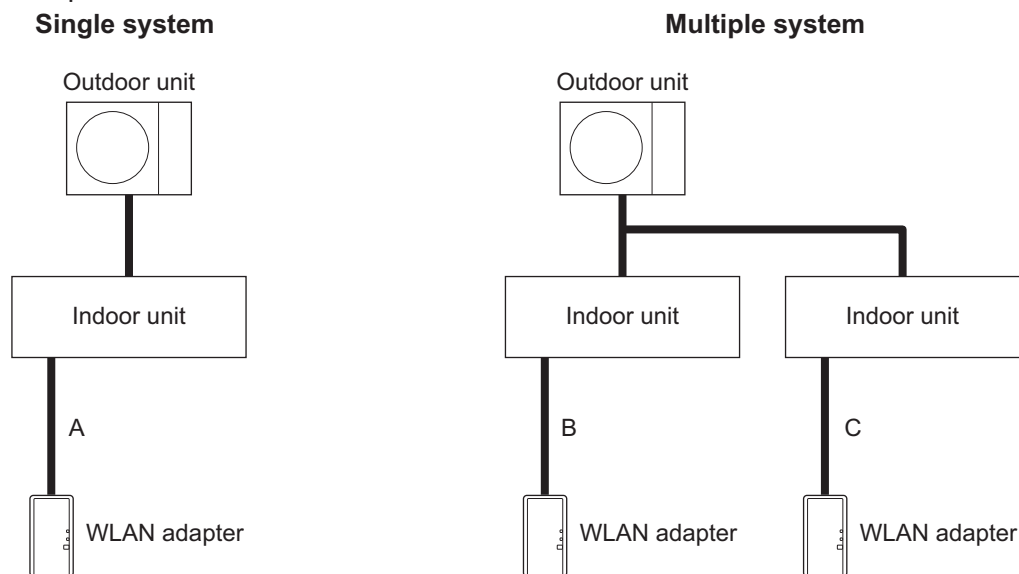 Single system
Multiple system
Outdoor unit
Outdoor unit
Indoor unit
Indoor unit
Indoor unit
A
B
C
WLAN adapter
WLAN adapter
WLAN adapter